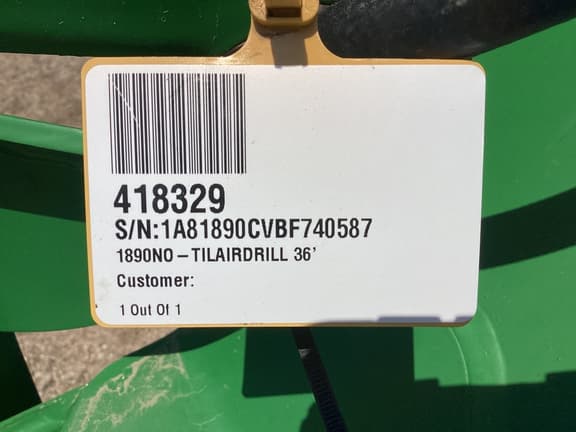 418329
S/N:1A81890CVBF740587
1890NO – TILAIRDRILL 36'
Customer:
1 Out Of 1